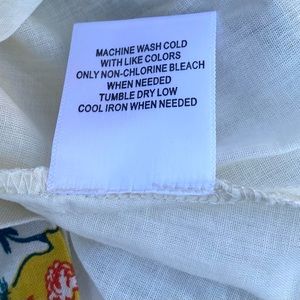 MACHINE WASH COLD
WITH LIKE COLORS
ONLY NON-CHLORINE BLEACH
WHEN NEEDED
TUMBLE DRY LOW
COOL IRON WHEN NEEDED